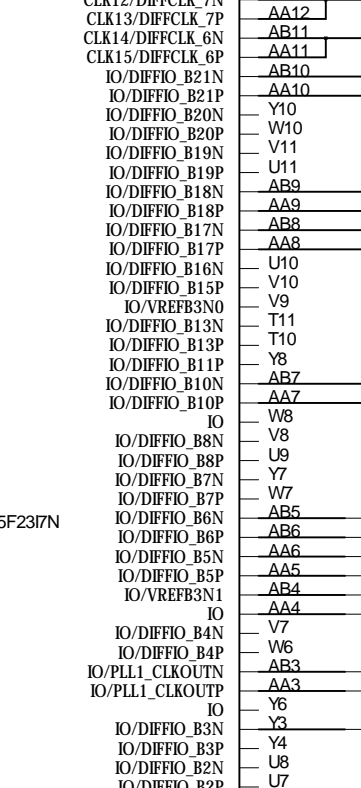 CLK12/DIFFCLK_7N
CLK13/DIFFCLK_7P AA12
CLK14/DIFFCLK_6N AB11
CLK15/DIFFCLK_6P AA11
IO/DIFFIO_B21N AB10
IO/DIFFIO_B21P AA10
IO/DIFFIO_B20N Y10
IO/DIFFIO_B20P W10
IO/DIFFIO_B19N V11
IO/DIFFIO_B19P U11
IO/DIFFIO_B18N AB9
IO/DIFFIO_B18P AA9
IO/DIFFIO_B17N AB8
IO/DIFFIO_B17P AA8
IO/DIFFIO_B16N U10
IO/DIFFIO_B15P V10
IO/VREFB3N0 V9
IO/DIFFIO_B13N T11
IO/DIFFIO_B13P T10
IO/DIFFIO_B11P Y8
IO/DIFFIO_B10N AB7
IO/DIFFIO_B10P AA7
IO W8
IO/DIFFIO_B8N V8
IO/DIFFIO_B8P U9
IO/DIFFIO_B7N Y7
IO/DIFFIO_B7P W7
5F23I7N IO/DIFFIO_B6N AB5
IO/DIFFIO_B6P AB6
IO/DIFFIO_B5N AA6
IO/DIFFIO_B5P AA5
IO/VREFB3N1 AB4
IO AA4
IO/DIFFIO_B4N V7
IO/DIFFIO_B4P W6
IO/PLL1_CLKOUTN AB3
IO/PLL1_CLKOUTP AA3
IO Y6
IO/DIFFIO_B3N Y3
IO/DIFFIO_B3P Y4
IO/DIFFIO_B2N U8
IO/DIFFIO_B2P U7